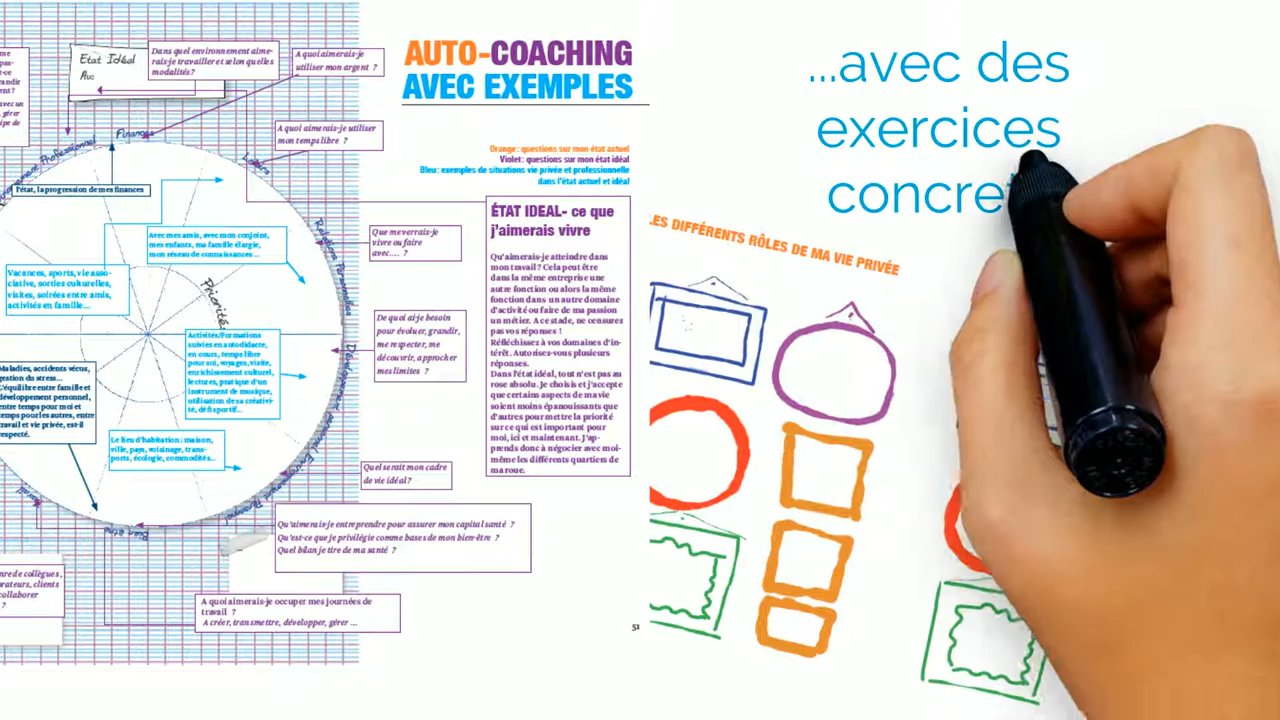 AUTO-COACHING
AVEC EXEMPLES
Orange: questions sur mon état actuel
Violet: questions sur mon état idéal
Bleu: exemples de situations vie privée et professionnelle
dans l'état actuel et idéal
Etat Idéal
Au:
Dans quel environnement aime-
rais-je travailler et selon quelles
modalités?
A quoi aimerais-je
utiliser mon argent ?
A quoi aimerais-je utiliser
mon temps libre ?
Professionnel
Finances
Loisirs
Relations Personnelles
l'état, la progression de mes finances
Avec mes amis, avec mon conjoint,
mes enfants, ma famille élargie,
mon réseau de connaissances...
Que me verrais-je
vivre ou faire
avec.... ?
Vacances, sports, vie asso-
ciative, sorties culturelles,
visites, soirées entre amis,
activités en famille...
Priorités
Activités/Formations
suivies en autodidacte,
en cours, temps libre
pour soi, voyages, visite,
enrichissement culturel,
lectures, pratique d'un
instrument de musique,
utilisation de sa créativi-
té, défi sportif...
De quoi ai-je besoin
pour évoluer, grandir,
me respecter, me
découvrir, approcher
mes limites ?
Maladies, accidents vécus,
gestion du stress...
L'équilibre entre famille et
développement personnel,
entre temps pour moi et
temps pour les autres, entre
travail et vie privée, est-il
respecté.
Le lieu d'habitation: maison,
ville, pays, voisinage, trans-
ports, écologie, commodités...
Quel serait mon cadre
de vie idéal?
Bien être
Qu'aimerais-je entreprendre pour assurer mon capital santé ?
Qu'est-ce que je privilégie comme bases de mon bien-être ?
Quel bilan je tire de ma santé ?
nre de collègues,
orateurs, clients
collaborer
?
A quoi aimerais-je occuper mes journées de
travail ?
A créer, transmettre, développer, gérer ...
ÉTAT IDEAL- ce que
j'aimerais vivre
Qu'aimerais-je atteindre dans
mon travail? Cela peut être
dans la même entreprise une
autre fonction ou alors la même
fonction dans un autre domaine
d'activité ou faire de ma passion
un métier. A ce stade, ne censurez
pas vos réponses !
Réfléchissez à vos domaines d'in-
térêt. Autorisez-vous plusieurs
réponses.
Dans l'état idéal, tout n'est pas au
rose absolu. Je choisis et j'accepte
que certains aspects de ma vie
soient moins épanouissants que
d'autres pour mettre la priorité
sur ce qui est important pour
moi, ici et maintenant. J'ap-
prends donc à négocier avec moi-
même les différents quartiers de
ma roue.
51
...avec des
exercices
concre
LES DIFFÉRENTS RÔLES DE MA VIE PRIVÉE